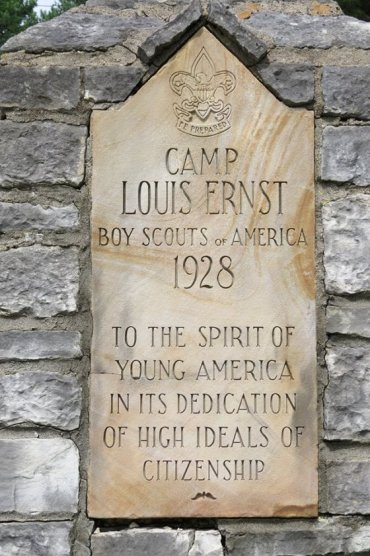 BE PREPARED
CAMP
LOUIS ERNST
BOY SCOUTS OF AMERICA
1928
TO THE SPIRIT OF
YOUNG AMERICA
IN ITS DEDICATION
OF HIGH IDEALS OF
CITIZENSHIP